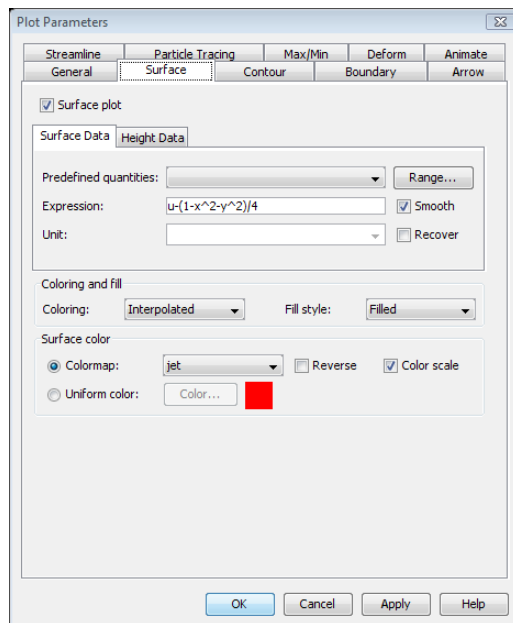 Plot Parameters
Streamline Particle Tracing Max/Min Deform Animate
General Surface Contour Boundary Arrow
Surface plot
Surface Data Height Data
Predefined quantities: Range...
Expression: u-(1-x^2-y^2)/4 Smooth
Unit: Recover
Coloring and fill
Coloring: Interpolated Fill style: Filled
Surface color
Colormap: jet Reverse Color scale
Uniform color: Color...
OK Cancel Apply Help